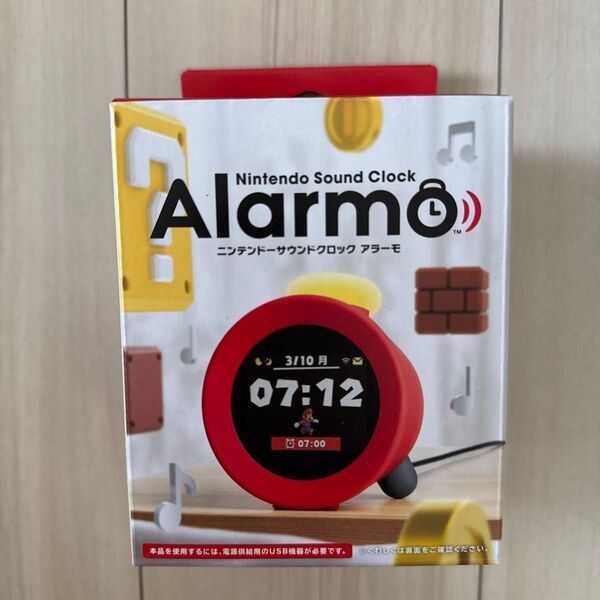 Nintendo Sound Clock
Alarmo
TM
ニンテンドーサウンドクロック アラーモ
3/10 月
07:12
07:00
本品を使用するには、電源供給用のUSB機器が必要です。
※くわしくは裏面をご確認ください。